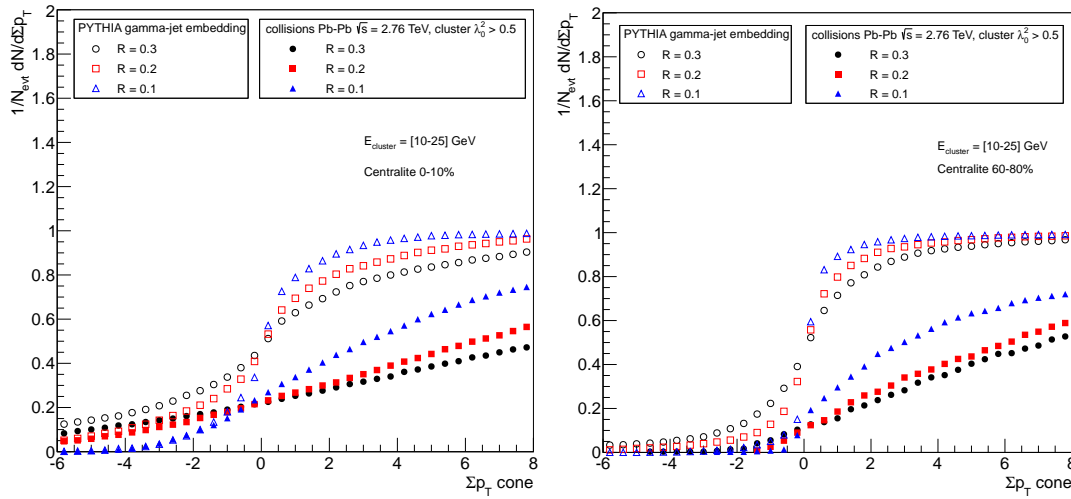 1/N_evt dN/dΣp_T
2
1.8
1.6
1.4
1.2
1
0.8
0.6
0.4
0.2
0
PYTHIA gamma-jet embedding
R = 0.3
R = 0.2
R = 0.1
collisions Pb-Pb √s = 2.76 TeV, cluster λ₀² > 0.5
R = 0.3
R = 0.2
R = 0.1
E_cluster = [10-25] GeV
Centralite 0-10%
-6 -4 -2 0 2 4 6 8
Σp_T cone
1/N_evt dN/dΣp_T
2
1.8
1.6
1.4
1.2
1
0.8
0.6
0.4
0.2
0
PYTHIA gamma-jet embedding
R = 0.3
R = 0.2
R = 0.1
collisions Pb-Pb √s = 2.76 TeV, cluster λ₀² > 0.5
R = 0.3
R = 0.2
R = 0.1
E_cluster = [10-25] GeV
Centralite 60-80%
-6 -4 -2 0 2 4 6 8
Σp_T cone